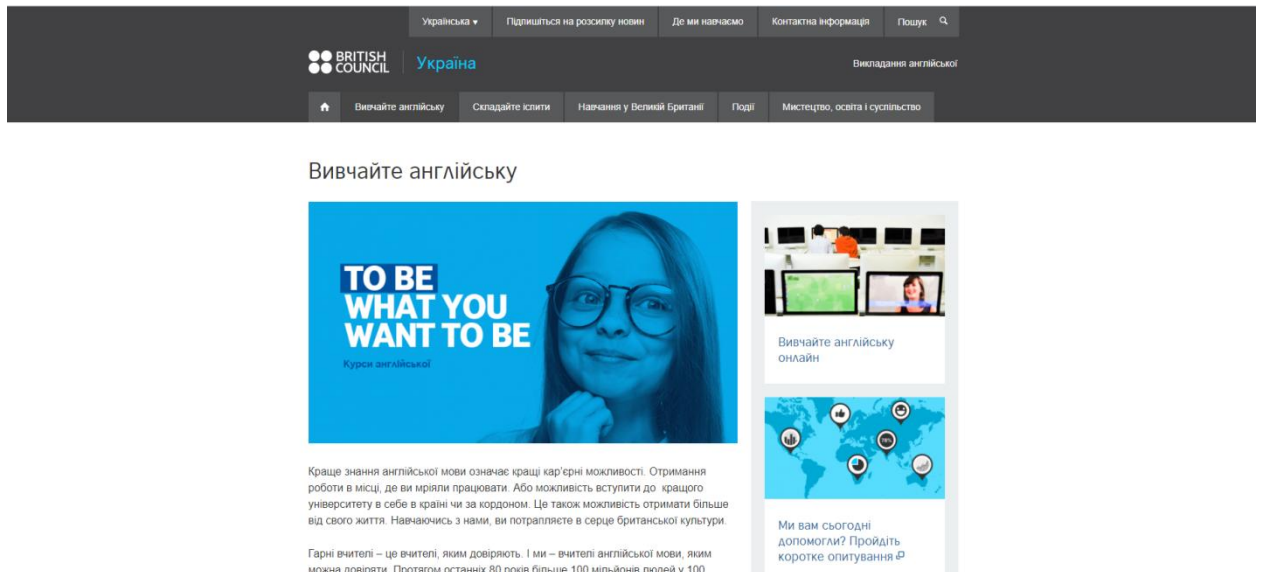 Українська
Підпишіться на розсилку новин
Де ми навчаємо
Контактна інформація
Пошук
BRITISH
COUNCIL
Україна
Викладання англійської
Вивчайте англійську
Складайте іспити
Навчання у Великій Британії
Події
Мистецтво, освіта і суспільство
Вивчайте англійську
TO BE
WHAT YOU
WANT TO BE
Курси англійської
Краще знання англійської мови означає кращі кар'єрні можливості. Отримання
роботи в місці, де ви мріяли працювати. Або можливість вступити до кращого
університету в себе в країні чи за кордоном. Це також можливість отримати більше
від свого життя. Навчаючись з нами, ви потрапляєте в серце британської культури.
Гарні вчителі – це вчителі, яким довіряють. І ми – вчителі англійської мови, яким
можна довіряти. Протягом останніх 80 років більше 100 мільйонів людей у 100
Вивчайте англійську
онлайн
Ми вам сьогодні
допомогли? Пройдіть
коротке опитування